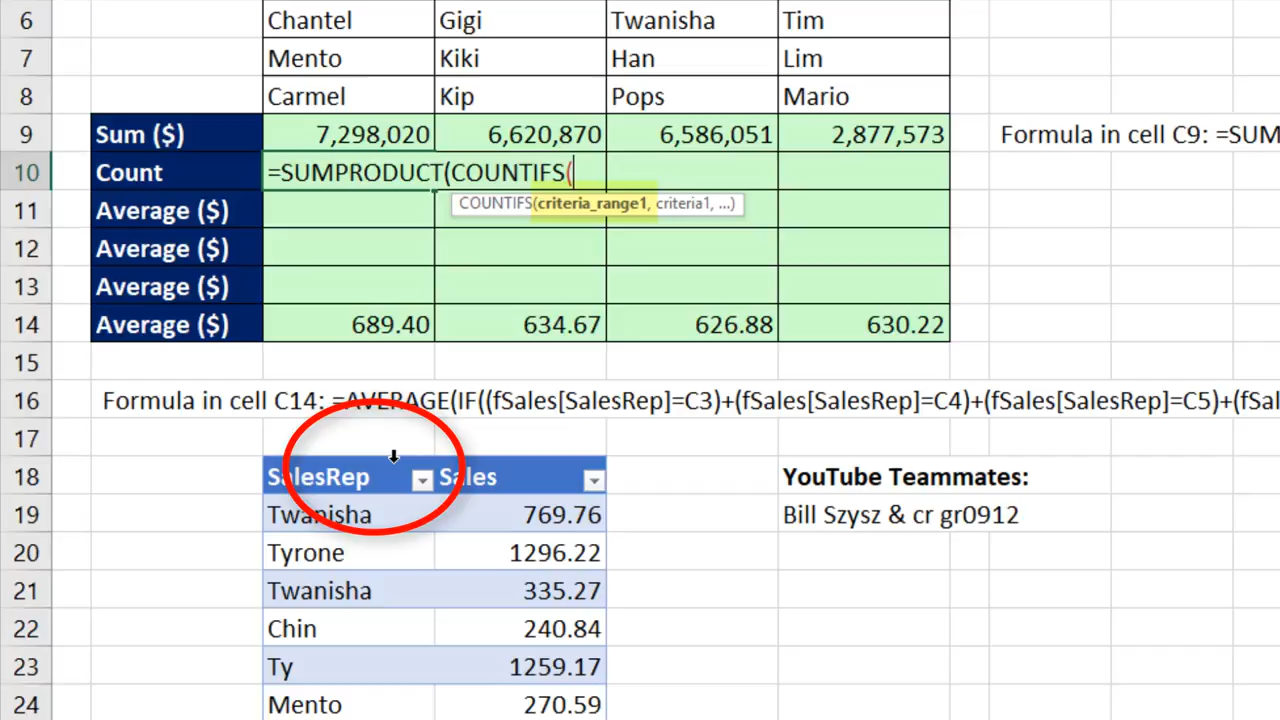 6 Chantel Gigi Twanisha Tim
7 Mento Kiki Han Lim
8 Carmel Kip Pops Mario
9 Sum ($) 7,298,020 6,620,870 6,586,051 2,877,573 Formula in cell C9: =SUM
10 Count =SUMPRODUCT(COUNTIFS(
11 Average ($) COUNTIFS(criteria_range1, criteria1, ...)
12 Average ($)
13 Average ($)
14 Average ($) 689.40 634.67 626.88 630.22
15
16 Formula in cell C14: =AVERAGE(IF((fSales[SalesRep]=C3)+(fSales[SalesRep]=C4)+(fSales[SalesRep]=C5)+(fSal
17
18 SalesRep Sales YouTube Teammates:
19 Twanisha 769.76 Bill Szysz & cr gr0912
20 Tyrone 1296.22
21 Twanisha 335.27
22 Chin 240.84
23 Ty 1259.17
24 Mento 270.59